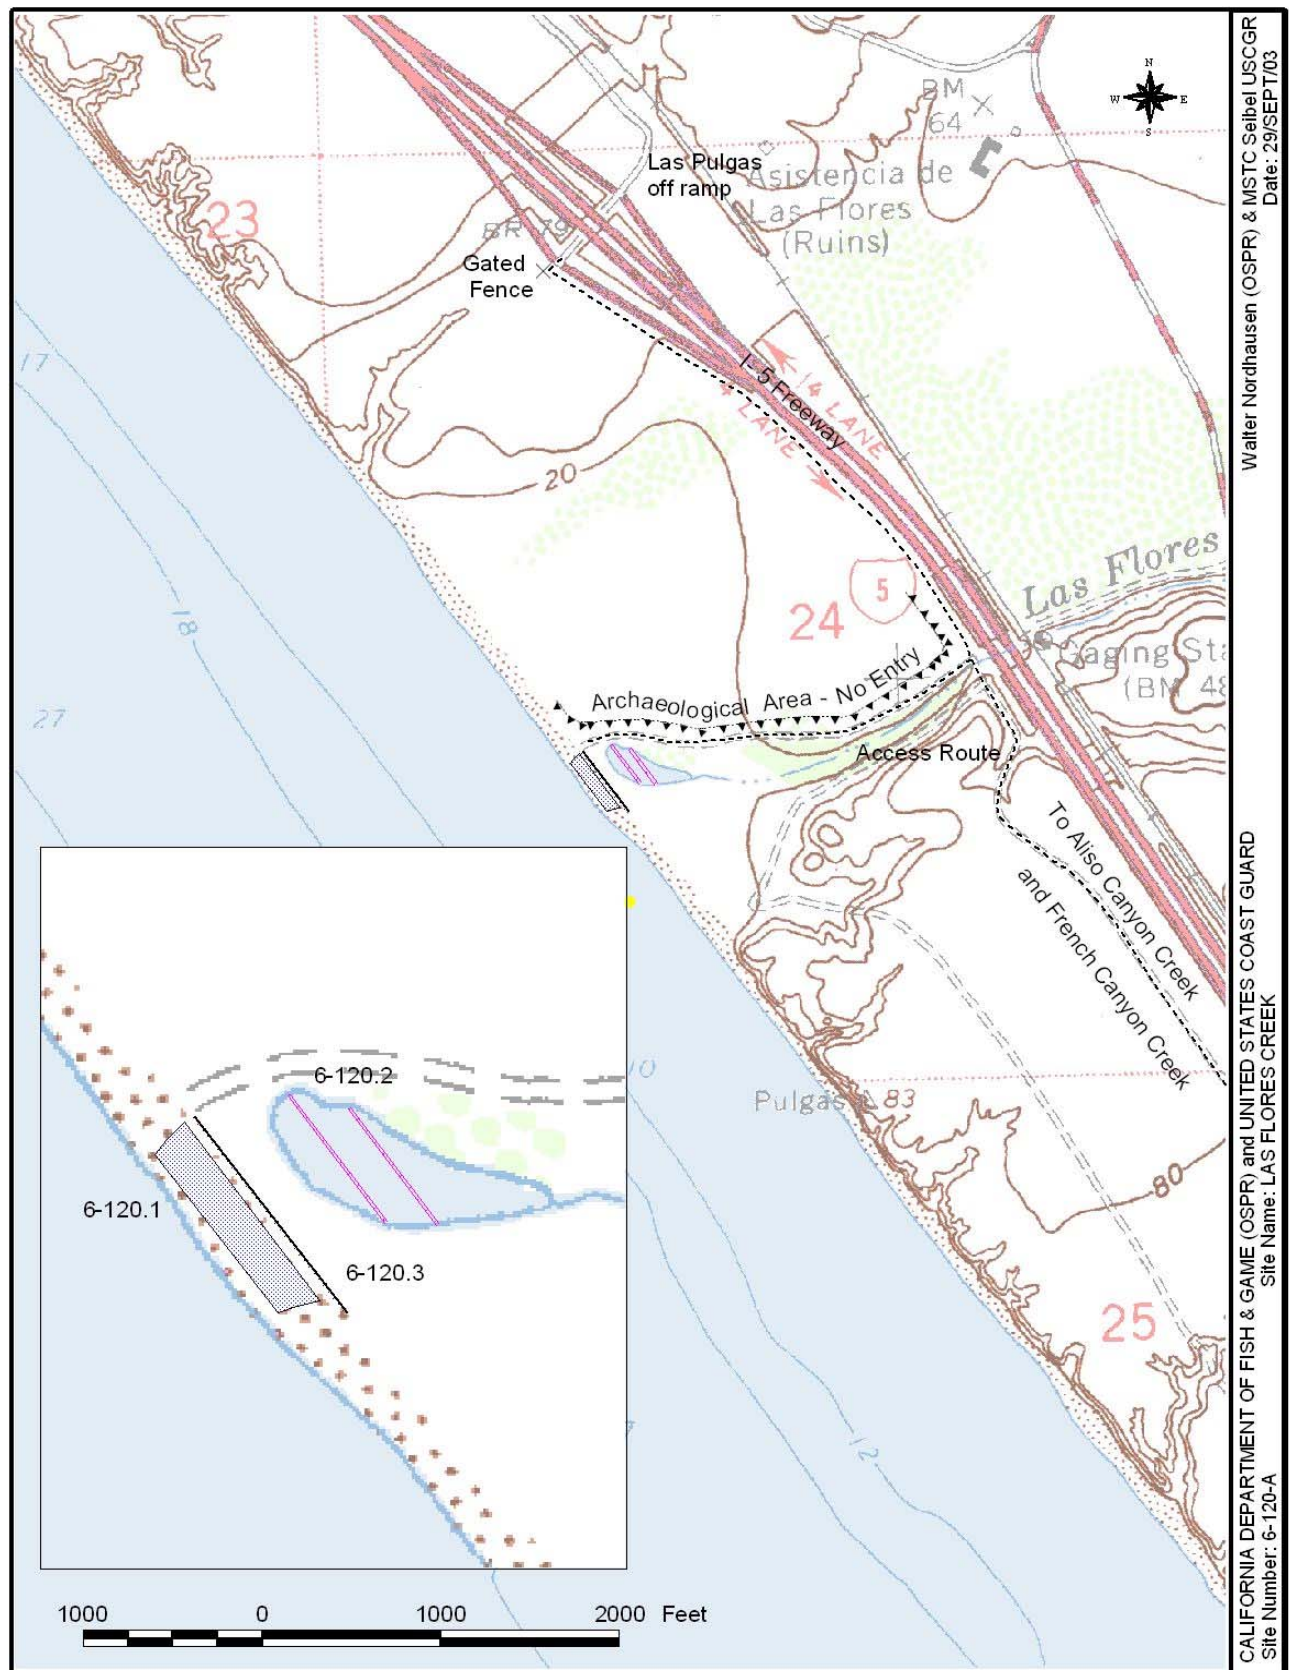 N
W E
S
BM
64
Las Pulgas
off ramp
Asistencia de
Las Flores
(Ruins)
23
BR 79
Gated
Fence
17
I-5 Freeway
4 LANE
4 LANE
20
Las Flores
5
24
18
Gaging Sta
(BM 48
Archaeological Area - No Entry
27
Access Route
To Aliso Canyon Creek
and French Canyon Creek
10
6-120.2
Pulgas 83
6-120.1
80
6-120.3
25
12
1000 0 1000 2000 Feet
Walter Nordhausen (OSPR) & MSTC Seibel USCGR
Date: 29/SEPT/03
CALIFORNIA DEPARTMENT OF FISH & GAME (OSPR) and UNITED STATES COAST GUARD
Site Number: 6-120-A Site Name: LAS FLORES CREEK